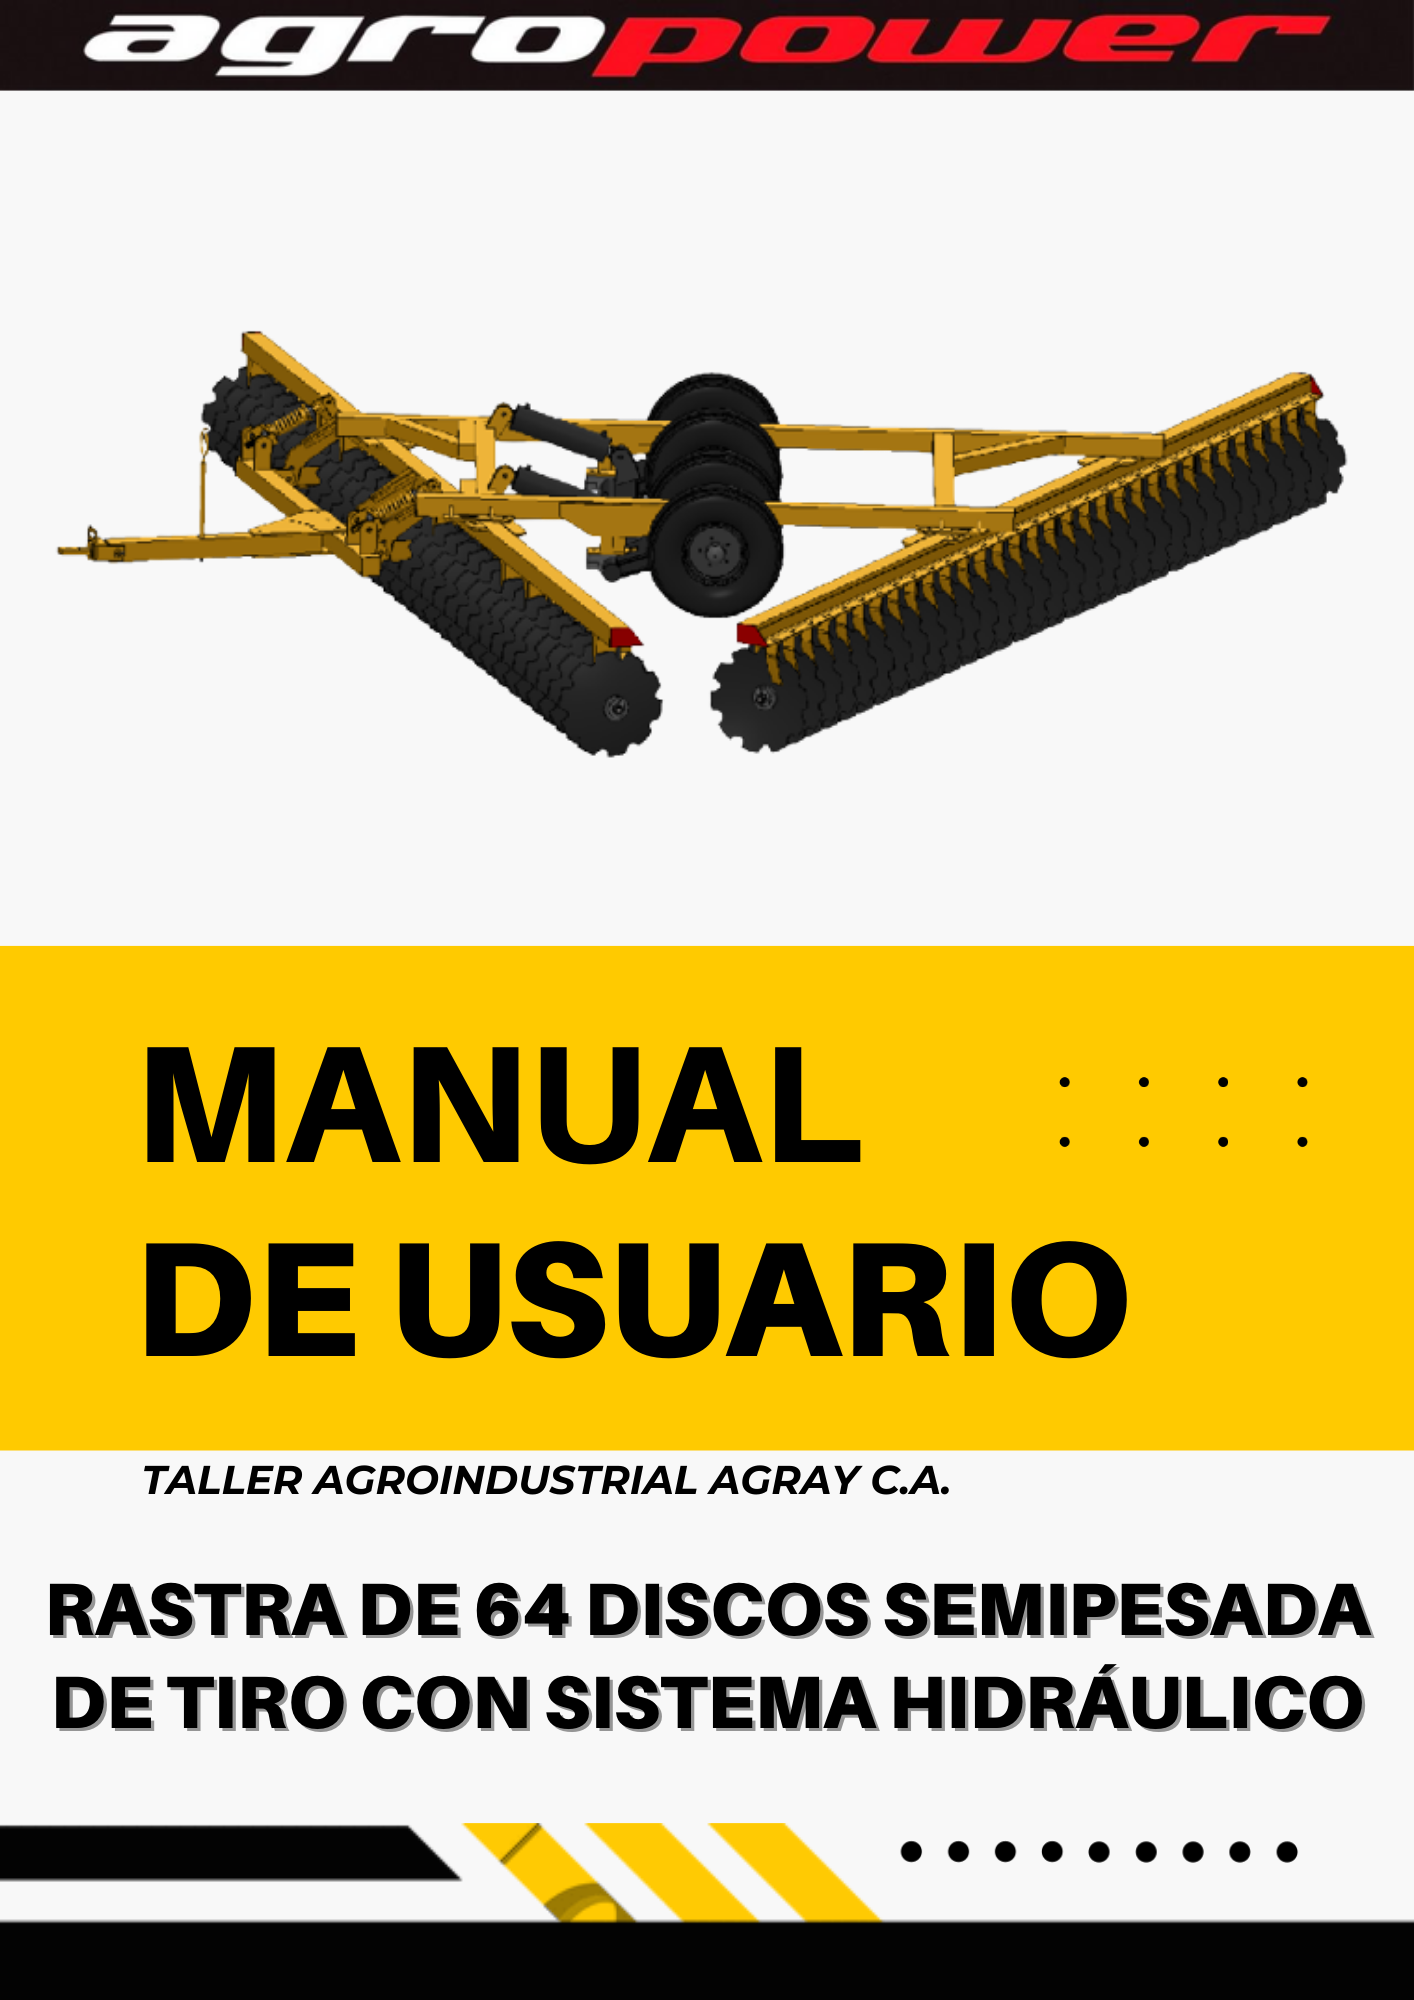 agropower
MANUAL
DE USUARIO
TALLER AGROINDUSTRIAL AGRAY C.A.
RASTRA DE 64 DISCOS SEMIPESADA
DE TIRO CON SISTEMA HIDRÁULICO